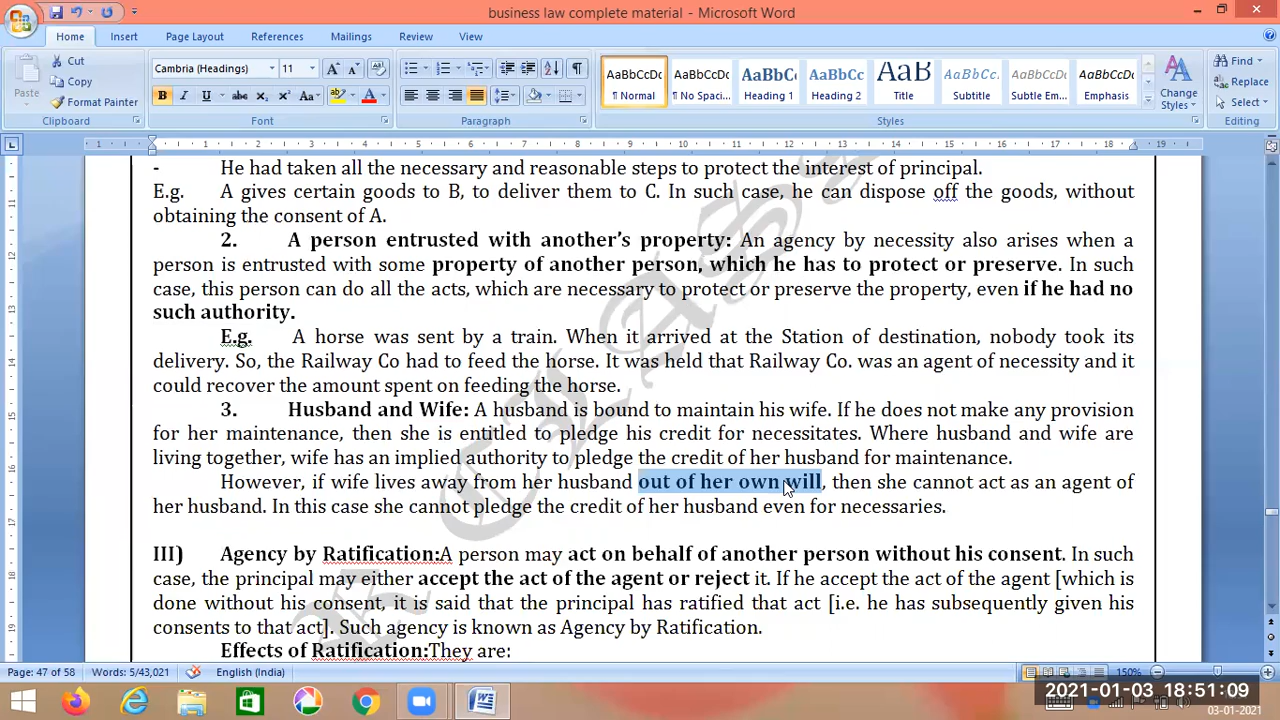 business law complete material - Microsoft Word
Home Insert Page Layout References Mailings Review View
Cut
Copy
Format Painter
Paste
Clipboard
Cambria (Headings) 11
Font
Paragraph
AaBbCcDc AaBbCcDc AaBbCc AaBbCc AaB AaBbCc. AaBbCcDc AaBbCcDc
¶ Normal ¶ No Spaci... Heading 1 Heading 2 Title Subtitle Subtle Em... Emphasis
Change Styles
Styles
Find
Replace
Select
Editing
- He had taken all the necessary and reasonable steps to protect the interest of principal.
E.g. A gives certain goods to B, to deliver them to C. In such case, he can dispose off the goods, without
obtaining the consent of A.
2. A person entrusted with another’s property: An agency by necessity also arises when a
person is entrusted with some property of another person, which he has to protect or preserve. In such
case, this person can do all the acts, which are necessary to protect or preserve the property, even if he had no
such authority.
E.g. A horse was sent by a train. When it arrived at the Station of destination, nobody took its
delivery. So, the Railway Co had to feed the horse. It was held that Railway Co. was an agent of necessity and it
could recover the amount spent on feeding the horse.
3. Husband and Wife: A husband is bound to maintain his wife. If he does not make any provision
for her maintenance, then she is entitled to pledge his credit for necessitates. Where husband and wife are
living together, wife has an implied authority to pledge the credit of her husband for maintenance.
However, if wife lives away from her husband out of her own will, then she cannot act as an agent of
her husband. In this case she cannot pledge the credit of her husband even for necessaries.
III) Agency by Ratification:A person may act on behalf of another person without his consent. In such
case, the principal may either accept the act of the agent or reject it. If he accept the act of the agent [which is
done without his consent, it is said that the principal has ratified that act [i.e. he has subsequently given his
consents to that act]. Such agency is known as Agency by Ratification.
Effects of Ratification:They are:
Page: 47 of 58 Words: 5/43,021 English (India) 150%
2021-01-03 18:51:09
03-01-2021